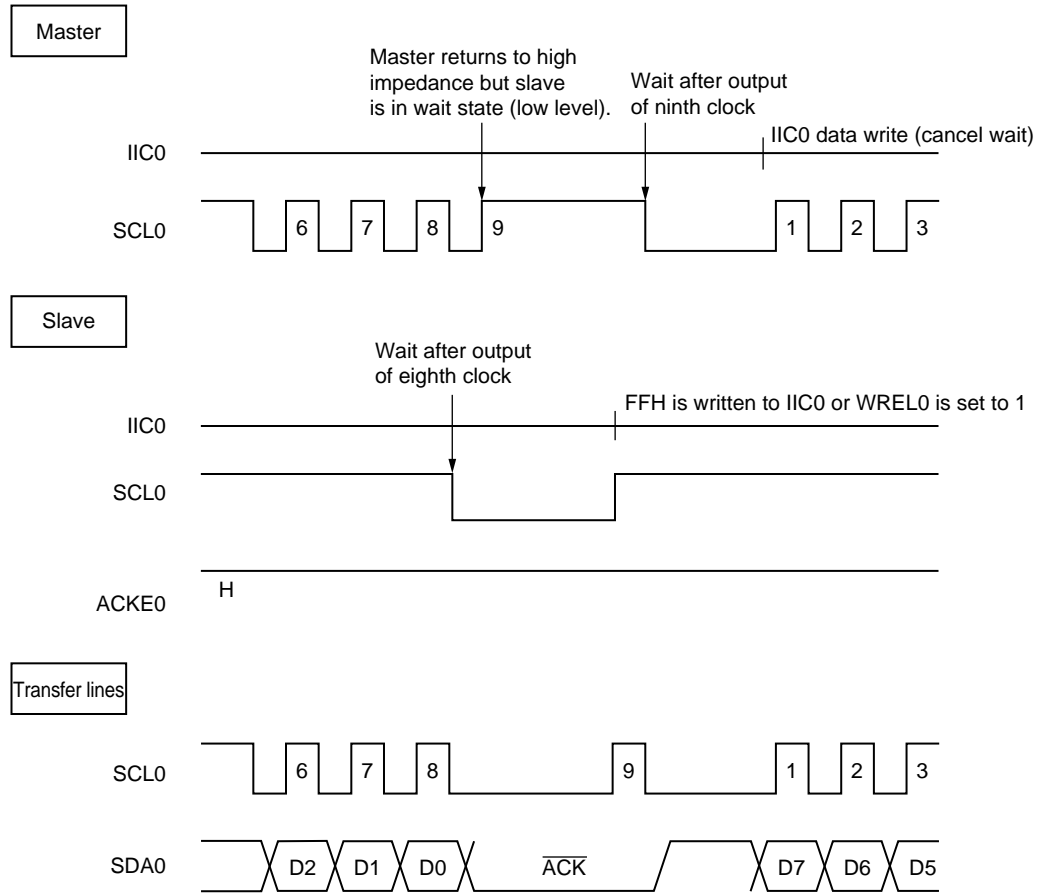 Master
Master returns to high
impedance but slave
is in wait state (low level).
Wait after output
of ninth clock
IIC0 data write (cancel wait)
IIC0
SCL0
6 7 8 9 1 2 3
Slave
Wait after output
of eighth clock
FFH is written to IIC0 or WREL0 is set to 1
IIC0
SCL0
H
ACKE0
Transfer lines
SCL0 6 7 8 9 1 2 3
SDA0 D2 D1 D0 ACK D7 D6 D5